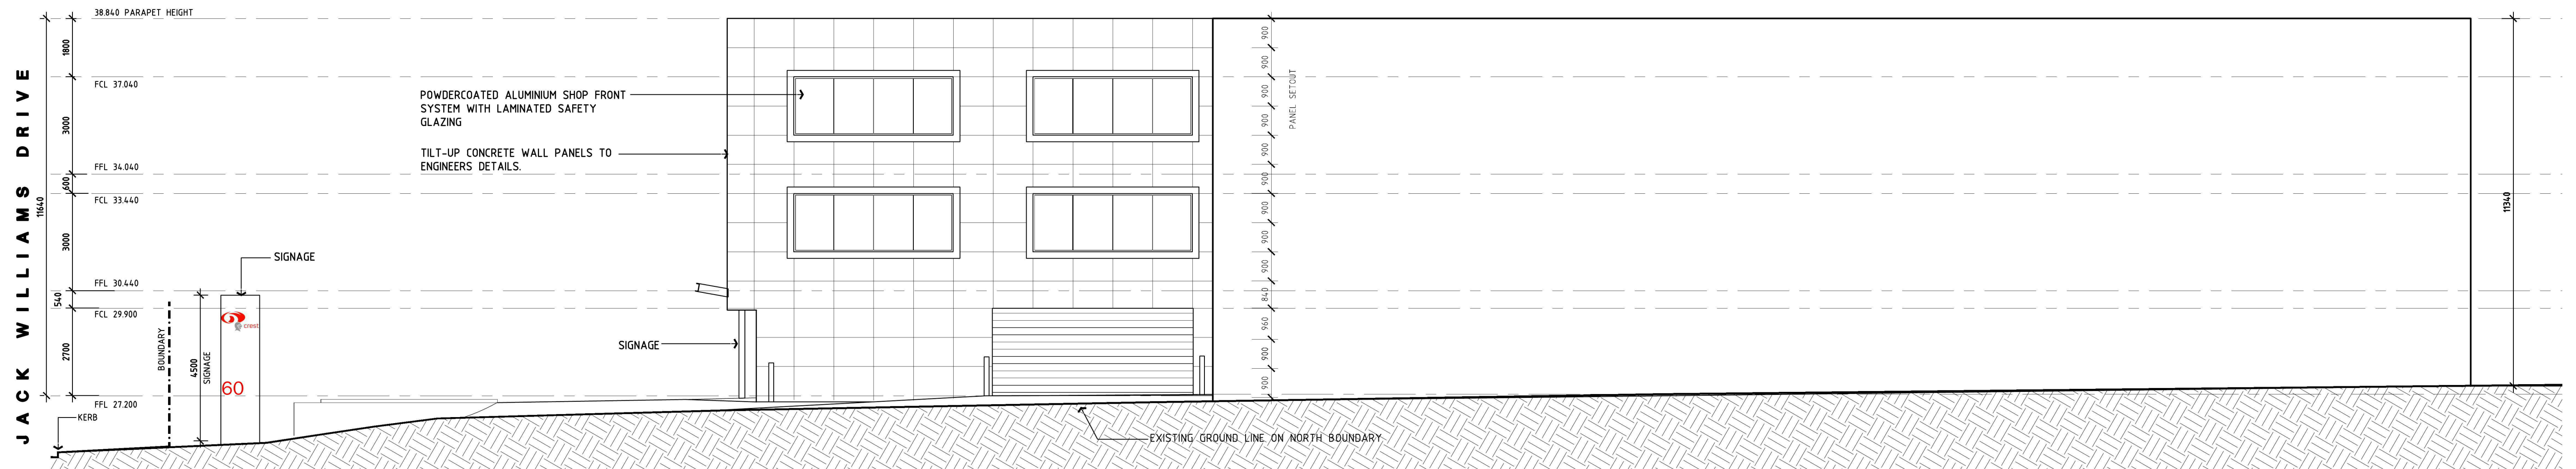 JACK WILLIAMS DRIVE
38.840 PARAPET HEIGHT
FCL 37.040
FFL 34.040
FCL 33.440
FFL 30.440
FCL 29.900
FFL 27.200
11640
1800
3000
600
3000
540
2700
KERB
BOUNDARY
4500
SIGNAGE
SIGNAGE
crest
60
POWDERCOATED ALUMINIUM SHOP FRONT
SYSTEM WITH LAMINATED SAFETY
GLAZING
TILT-UP CONCRETE WALL PANELS TO
ENGINEERS DETAILS.
SIGNAGE
EXISTING GROUND LINE ON NORTH BOUNDARY
900
900
900
900
900
900
900
900
900
840
960
900
900
PANEL SETOUT
11340